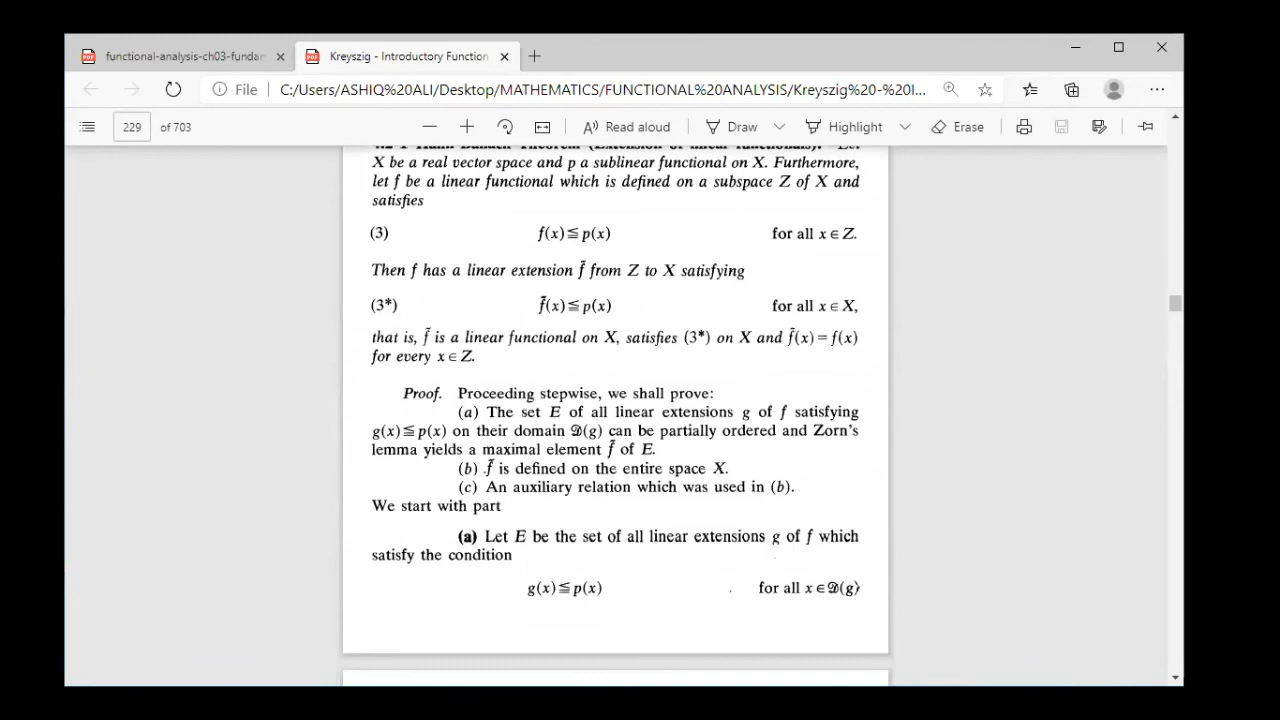 functional-analysis-ch03-fundar
Kreyszig - Introductory Function
File
C:/Users/ASHIQ%20ALI/Desktop/MATHEMATICS/FUNCTIONAL%20ANALYSIS/Kreyszig%20-%20I...
229 of 703
Read aloud
Draw
Highlight
Erase
X be a real vector space and p a sublinear functional on X. Furthermore,
let f be a linear functional which is defined on a subspace Z of X and
satisfies
(3) f(x)≦p(x) for all x ∈ Z.
Then f has a linear extension f̃ from Z to X satisfying
(3*) f̃(x)≦p(x) for all x ∈ X,
that is, f̃ is a linear functional on X, satisfies (3*) on X and f̃(x) = f(x)
for every x ∈ Z.
Proof. Proceeding stepwise, we shall prove:
(a) The set E of all linear extensions g of f satisfying
g(x)≦p(x) on their domain 𝒟(g) can be partially ordered and Zorn's
lemma yields a maximal element f̃ of E.
(b) f̃ is defined on the entire space X.
(c) An auxiliary relation which was used in (b).
We start with part
(a) Let E be the set of all linear extensions g of f which
satisfy the condition
g(x)≦p(x) for all x ∈ 𝒟(g)